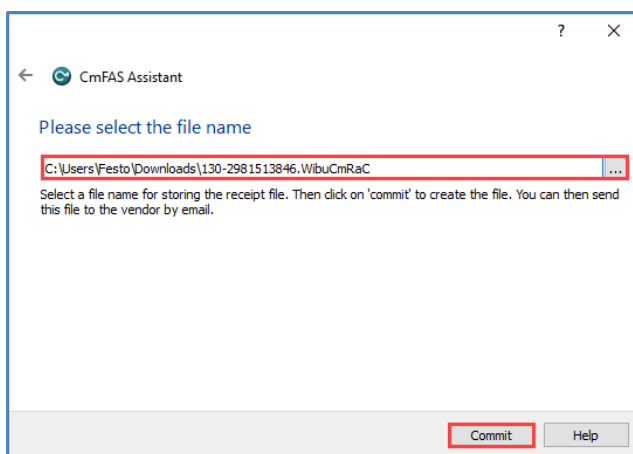 ?
CmFAS Assistant
Please select the file name
C:\Users\Festo\Downloads\130-2981513846.WibuCmRaC ...
Select a file name for storing the receipt file. Then click on 'commit' to create the file. You can then send
this file to the vendor by email.
Commit Help